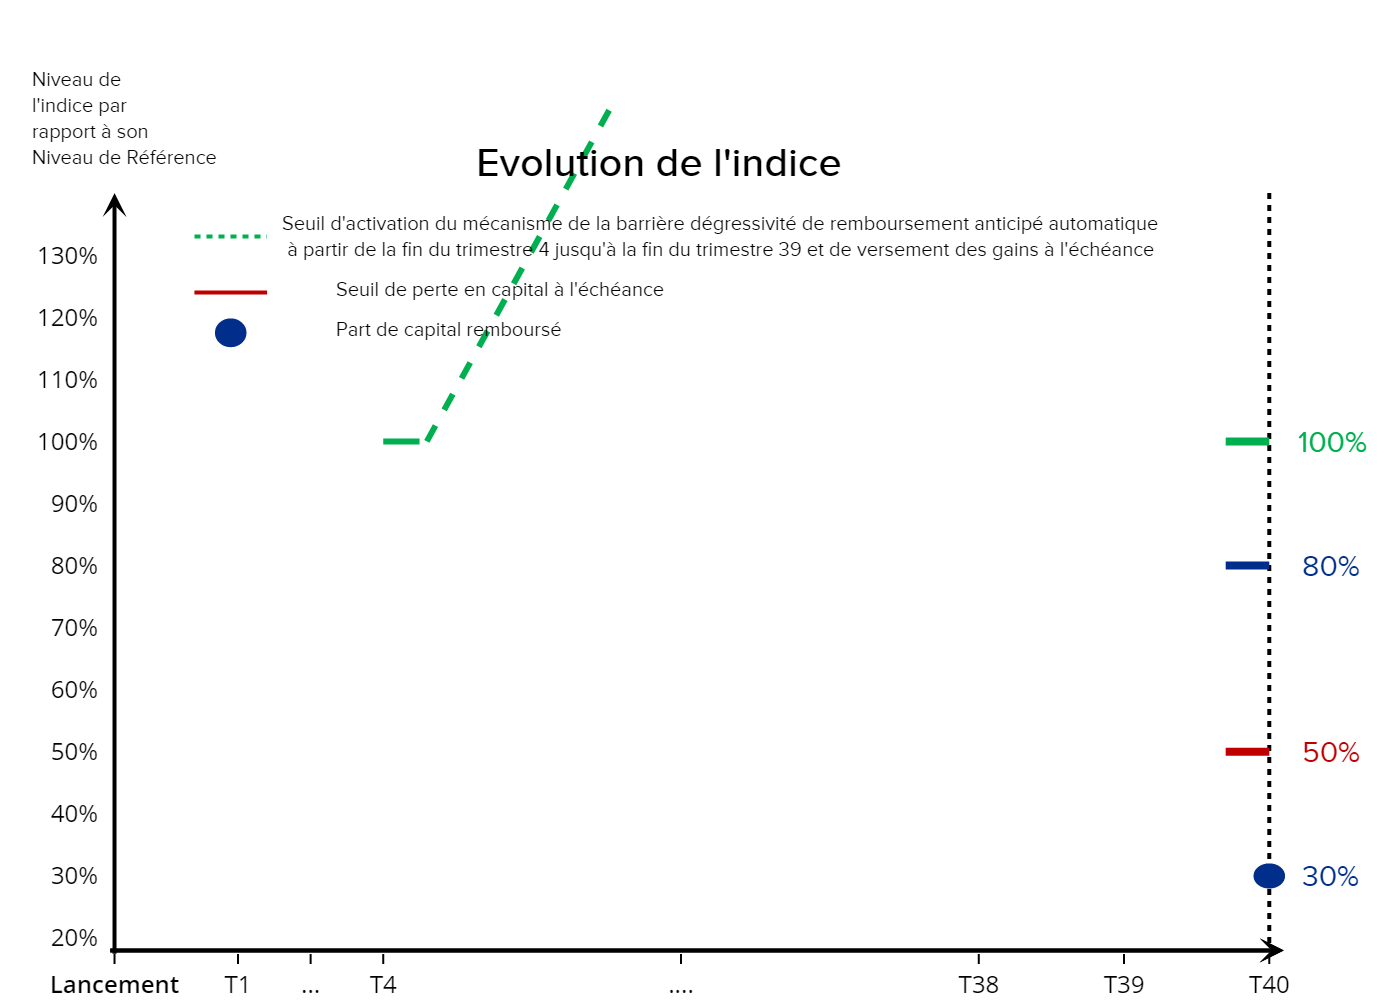 Niveau de
l'indice par
rapport à son
Niveau de Référence
Evolution de l'indice
Seuil d'activation du mécanisme de la barrière dégressivité de remboursement anticipé automatique
à partir de la fin du trimestre 4 jusqu'à la fin du trimestre 39 et de versement des gains à l'échéance
Seuil de perte en capital à l'échéance
Part de capital remboursé
130%
120%
110%
100%
90%
80%
70%
60%
50%
40%
30%
20%
100%
80%
50%
30%
Lancement T1 ... T4 .... T38 T39 T40